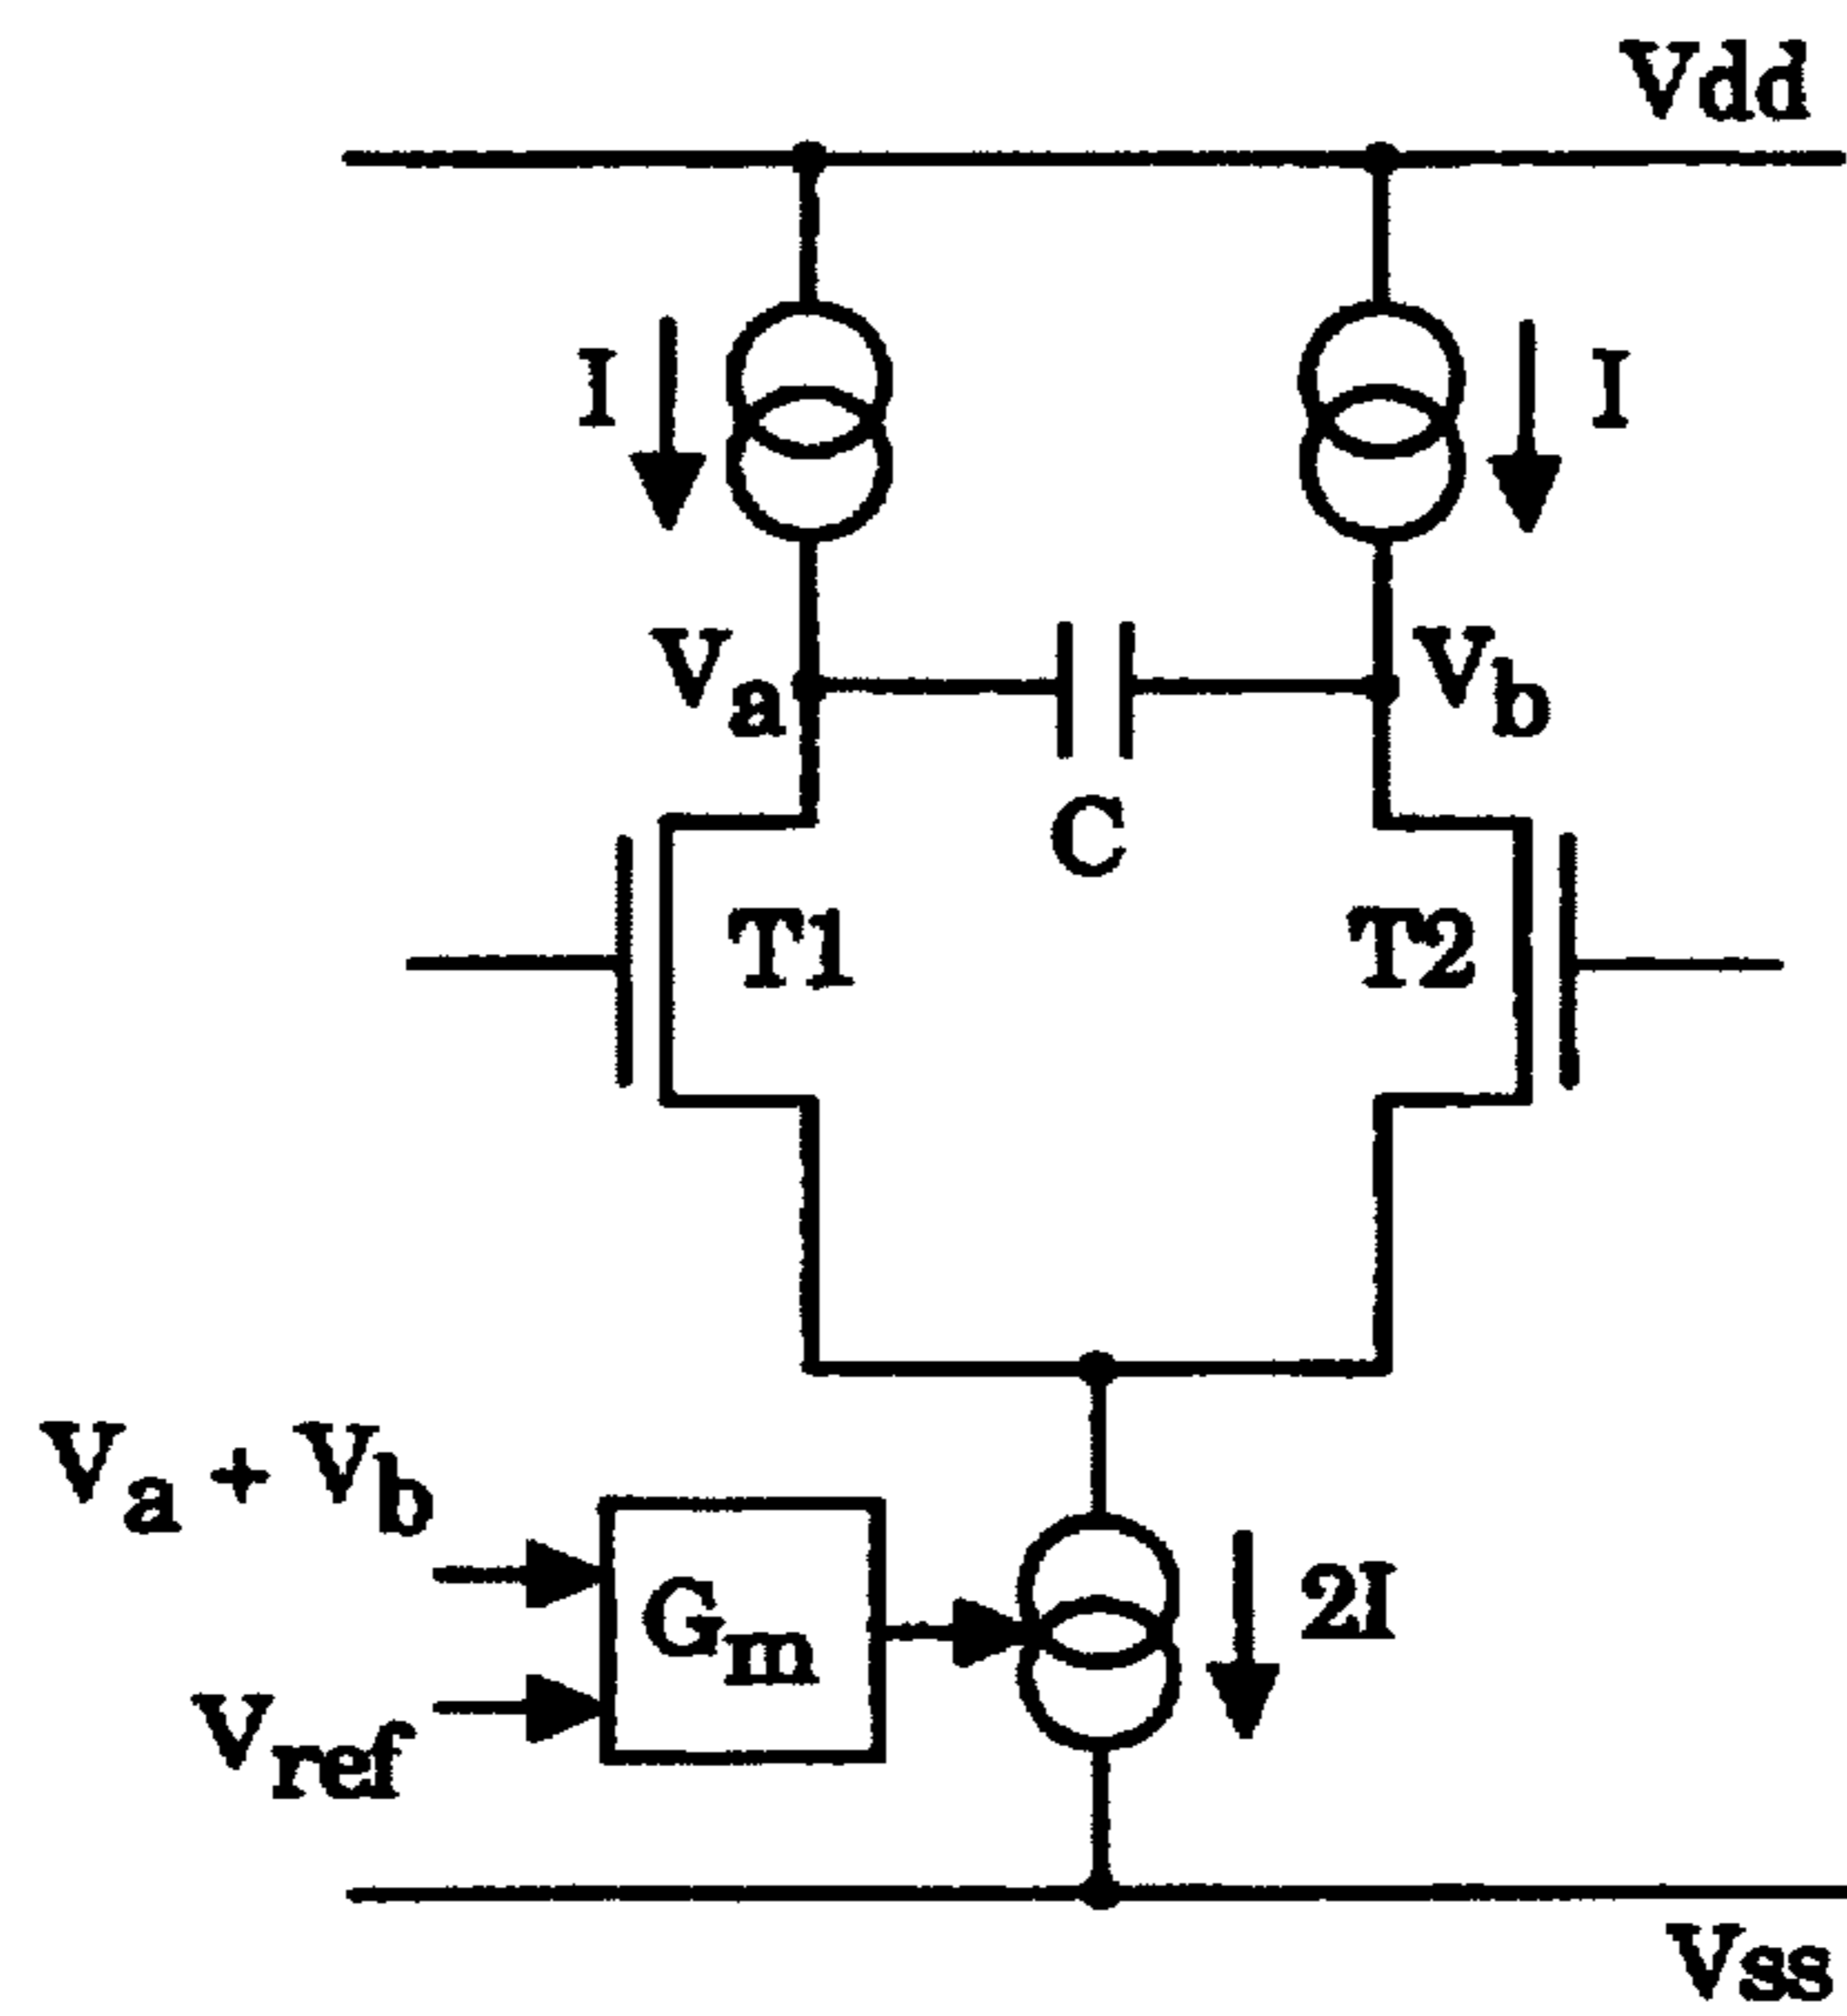 Vdd
I I
Va Vb
C
T1 T2
Va + Vb
Gm 2I
Vref
Vss